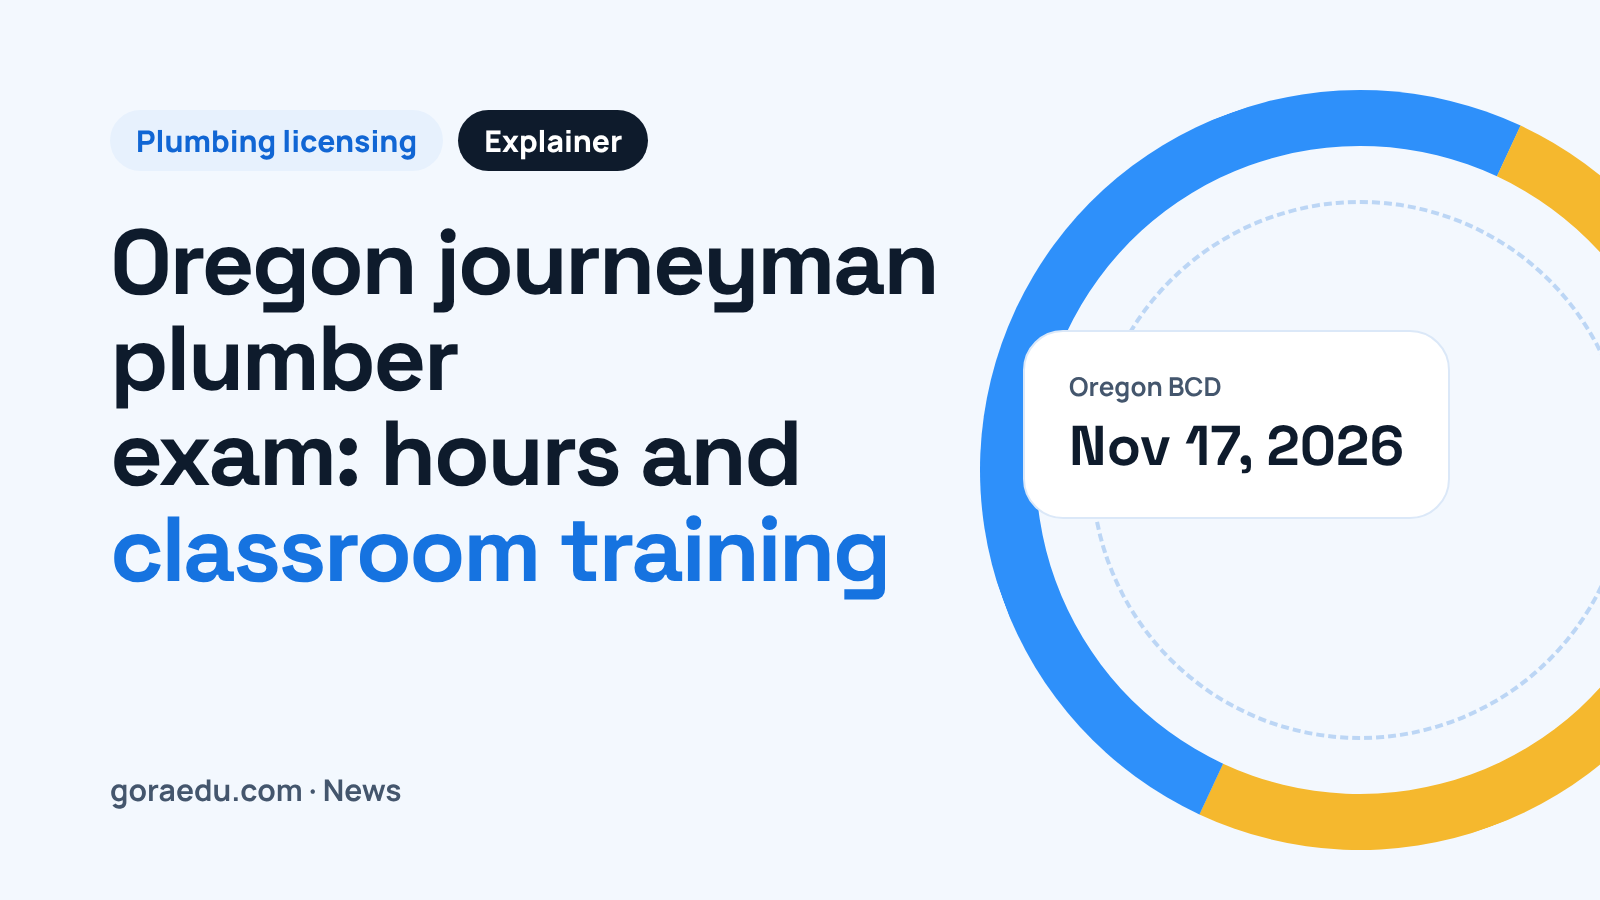 Plumbing licensing
Explainer
Oregon journeyman
plumber
exam: hours and
classroom training
Oregon BCD
Nov 17, 2026
goraedu.com · News